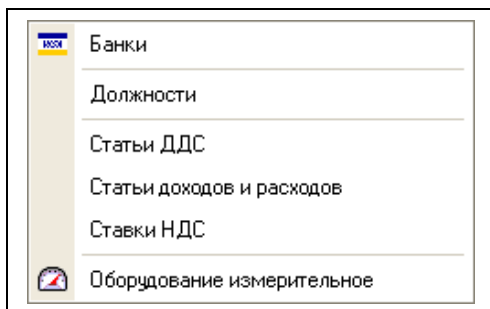 Банки
Должности
Статьи ДДС
Статьи доходов и расходов
Ставки НДС
Оборудование измерительное